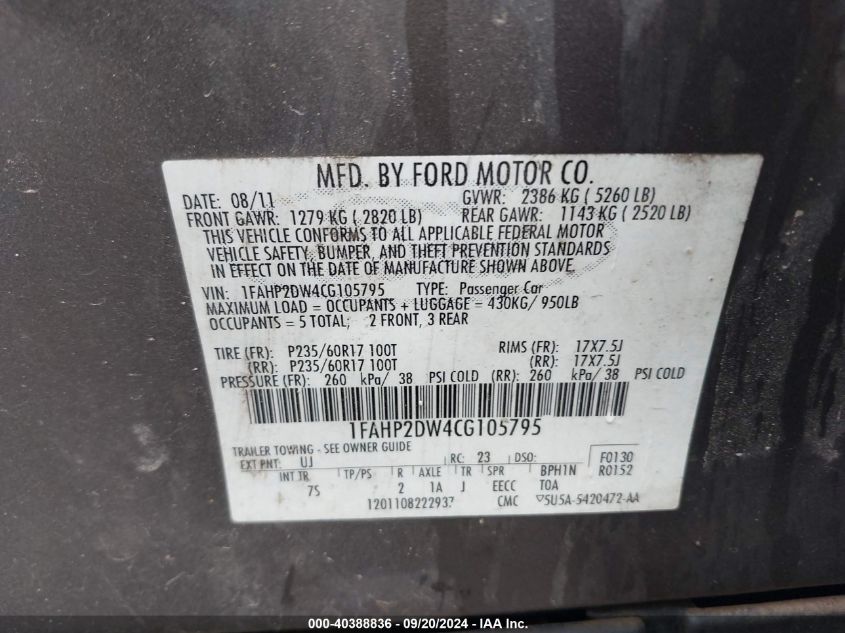 MFD. BY FORD MOTOR CO.
DATE: 08/11 GVWR: 2386 KG ( 5260 LB)
FRONT GAWR: 1279 KG ( 2820 LB) REAR GAWR: 1143 KG ( 2520 LB)
THIS VEHICLE CONFORMS TO ALL APPLICABLE FEDERAL MOTOR
VEHICLE SAFETY, BUMPER, AND THEFT PREVENTION STANDARDS
IN EFFECT ON THE DATE OF MANUFACTURE SHOWN ABOVE.
VIN: 1FAHP2DW4CG105795 TYPE: Passenger Car
MAXIMUM LOAD = OCCUPANTS + LUGGAGE = 430KG/ 950LB
OCCUPANTS = 5 TOTAL; 2 FRONT, 3 REAR
TIRE (FR): P235/60R17 100T RIMS (FR): 17X7.5J
(RR): P235/60R17 100T (RR): 17X7.5J
PRESSURE (FR): 260 kPa/ 38 PSI COLD (RR): 260 kPa/ 38 PSI COLD
1FAHP2DW4CG105795
TRAILER TOWING - SEE OWNER GUIDE
EXT PNT: UJ RC: 23 DSO: F0130
INT TR TP/PS R AXLE TR SPR BPH1N R0152
7S 2 1A J EECC TOA
12011082 2293? CMC ▽5U5A-5420472-AA
000-40388836 - 09/20/2024 - IAA Inc.